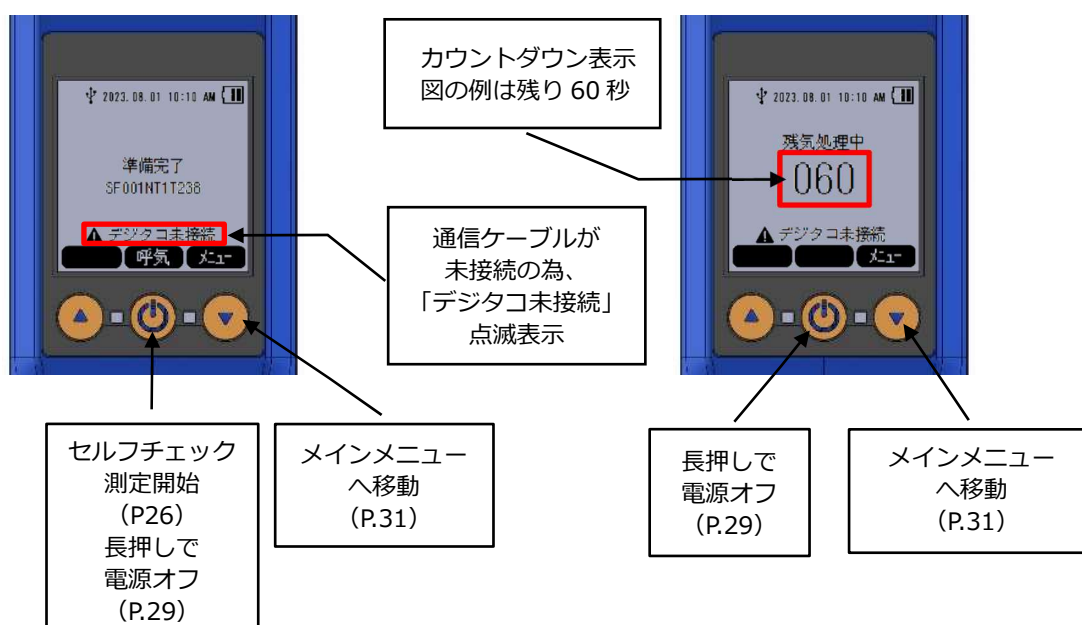 カウントダウン表示
図の例は残り 60 秒
2023.08.01 10:10 AM
準備完了
SF001NT1T238
デジタコ未接続
呼気 メニュー
2023.08.01 10:10 AM
残気処理中
060
デジタコ未接続
メニュー
通信ケーブルが
未接続の為、
「デジタコ未接続」
点滅表示
セルフチェック
測定開始
（P26）
長押しで
電源オフ
（P.29）
メインメニュー
へ移動
（P.31）
長押しで
電源オフ
（P.29）
メインメニュー
へ移動
（P.31）